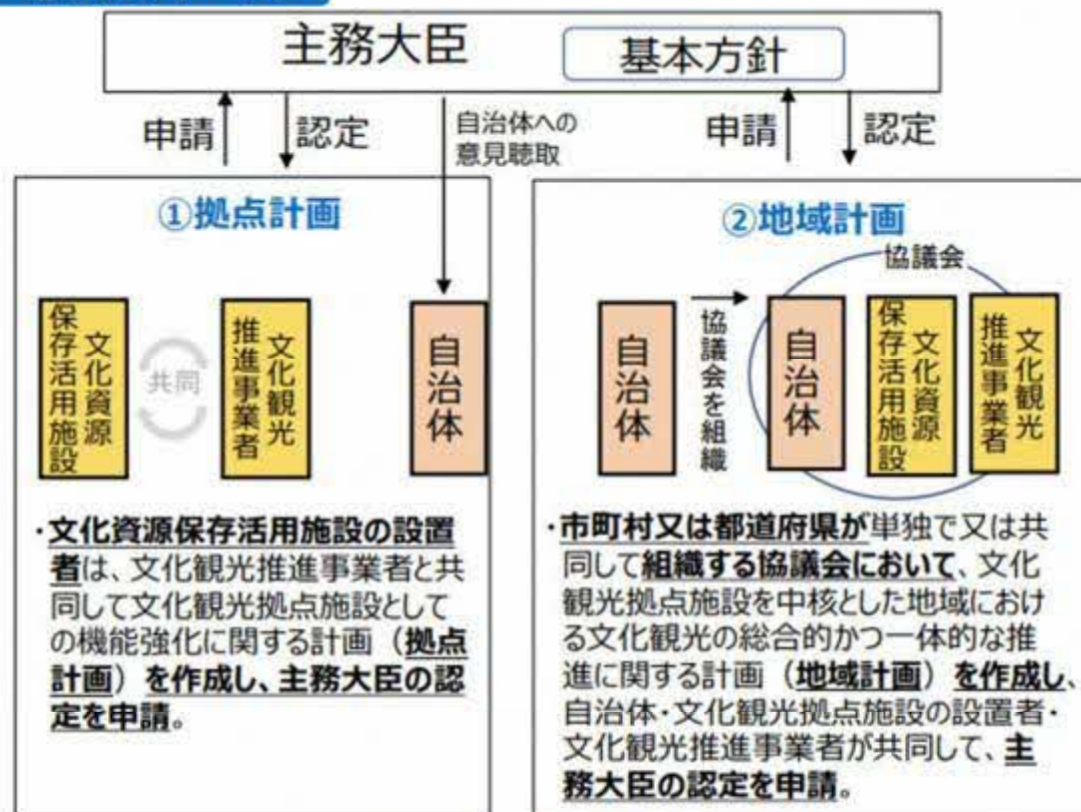 主務大臣
基本方針
申請
認定
自治体への
意見聴取
申請
認定
①拠点計画
文化資源
保存活用施設
共同
文化観光
推進事業者
自治体
・文化資源保存活用施設の設置
者は、文化観光推進事業者と共
同して文化観光拠点施設として
の機能強化に関する計画（拠点
計画）を作成し、主務大臣の認
定を申請。
②地域計画
協議会
自治体
協議会を組織
自治体
文化資源
保存活用施設
文化観光
推進事業者
・市町村又は都道府県が単独で又は共
同して組織する協議会において、文化
観光拠点施設を中核とした地域におけ
る文化観光の総合的かつ一体的な推
進に関する計画（地域計画）を作成し、
自治体・文化観光拠点施設の設置者・
文化観光推進事業者が共同して、主
務大臣の認定を申請。